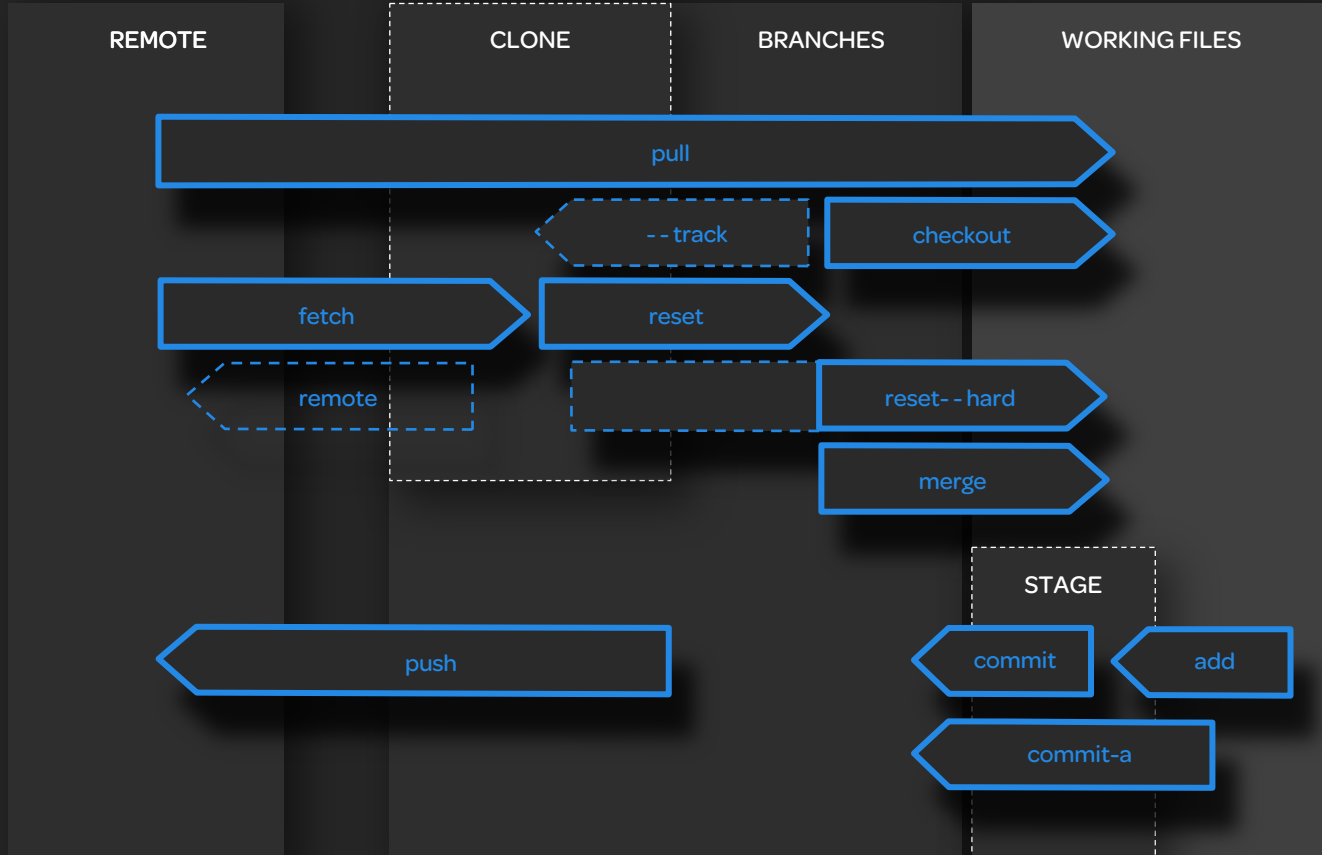 REMOTE CLONE BRANCHES WORKING FILES
pull
--track checkout
fetch reset
remote reset--hard
merge
STAGE
push commit add
commit-a